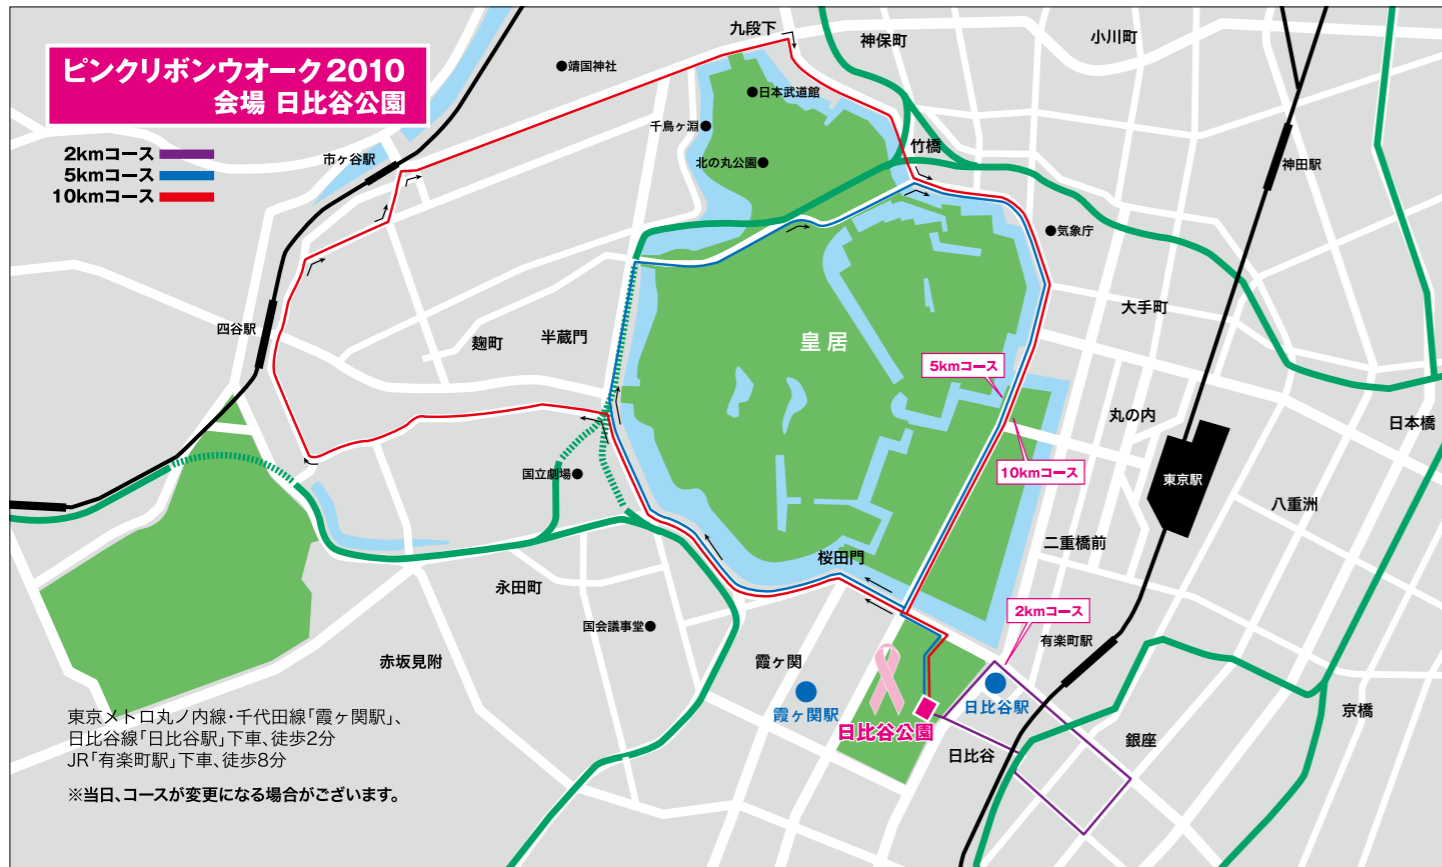 ピンクリボンウオーク2010
会場 日比谷公園
2kmコース
5kmコース
10kmコース
九段下
神保町
小川町
●靖国神社
●日本武道館
千鳥ヶ淵●
市ヶ谷駅
北の丸公園●
竹橋
神田駅
●気象庁
大手町
四谷駅
麹町
半蔵門
皇居
5kmコース
丸の内
日本橋
10kmコース
国立劇場●
東京駅
八重洲
二重橋前
桜田門
永田町
2kmコース
国会議事堂●
有楽町駅
赤坂見附
霞ヶ関
霞ヶ関駅
日比谷駅
日比谷公園
日比谷
銀座
京橋
東京メトロ丸ノ内線・千代田線「霞ヶ関駅」、
日比谷線「日比谷駅」下車、徒歩2分
JR「有楽町駅」下車、徒歩8分
※当日、コースが変更になる場合がございます。